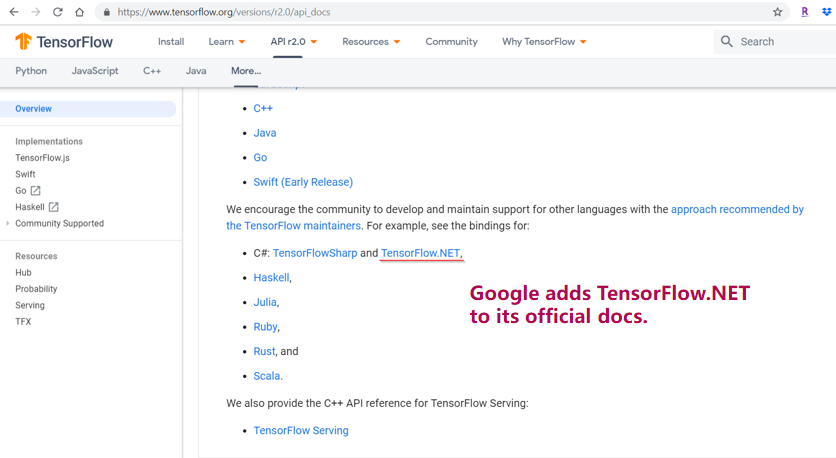 https://www.tensorflow.org/versions/r2.0/api_docs
R
TensorFlow Install Learn API r2.0 Resources Community Why TensorFlow Search
Python JavaScript C++ Java More...
Overview
Implementations
TensorFlow.js
Swift
Go
Haskell
Community Supported
Resources
Hub
Probability
Serving
TFX
C++
Java
Go
Swift (Early Release)
We encourage the community to develop and maintain support for other languages with the approach recommended by
the TensorFlow maintainers. For example, see the bindings for:
C#: TensorFlowSharp and TensorFlow.NET,
Haskell,
Julia,
Ruby,
Rust, and
Scala.
Google adds TensorFlow.NET
to its official docs.
We also provide the C++ API reference for TensorFlow Serving:
TensorFlow Serving